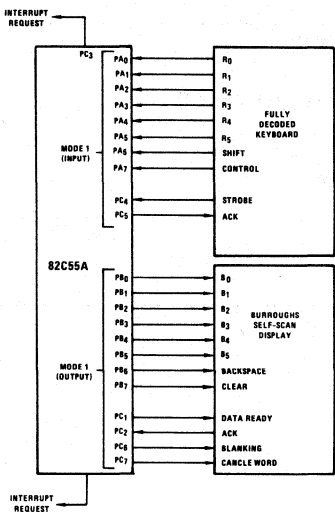 INTERRUPT
REQUEST
PC3
PA0 R0
PA1 R1
PA2 R2
PA3 R3
PA4 R4
PA5 R5
PA6 SHIFT
PA7 CONTROL
MODE 1
(INPUT)
FULLY
DECODED
KEYBOARD
PC4 STROBE
PC5 ACK
82C55A
PB0 B0
PB1 B1
PB2 B2
PB3 B3
PB4 B4
PB5 B5
PB6 BACKSPACE
PB7 CLEAR
MODE 1
(OUTPUT)
BURROUGHS
SELF-SCAN
DISPLAY
PC1 DATA READY
PC2 ACK
PC6 BLANKING
PC7 CANCLE WORD
INTERRUPT
REQUEST